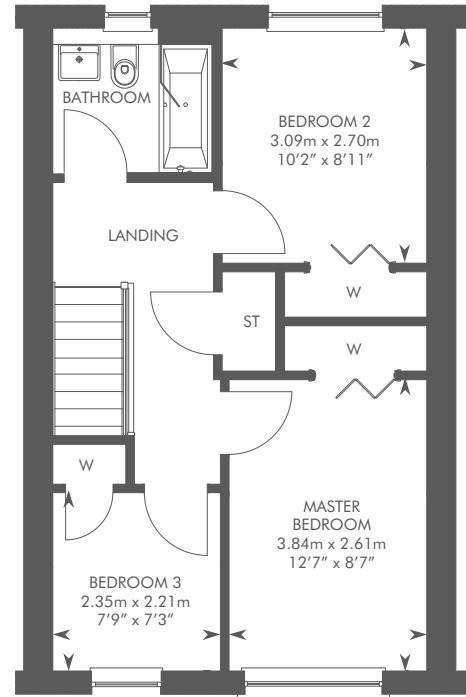 BATHROOM
BEDROOM 2
3.09m x 2.70m
10'2" x 8'11"
LANDING
W
ST
W
W
MASTER
BEDROOM
3.84m x 2.61m
12'7" x 8'7"
BEDROOM 3
2.35m x 2.21m
7'9" x 7'3"